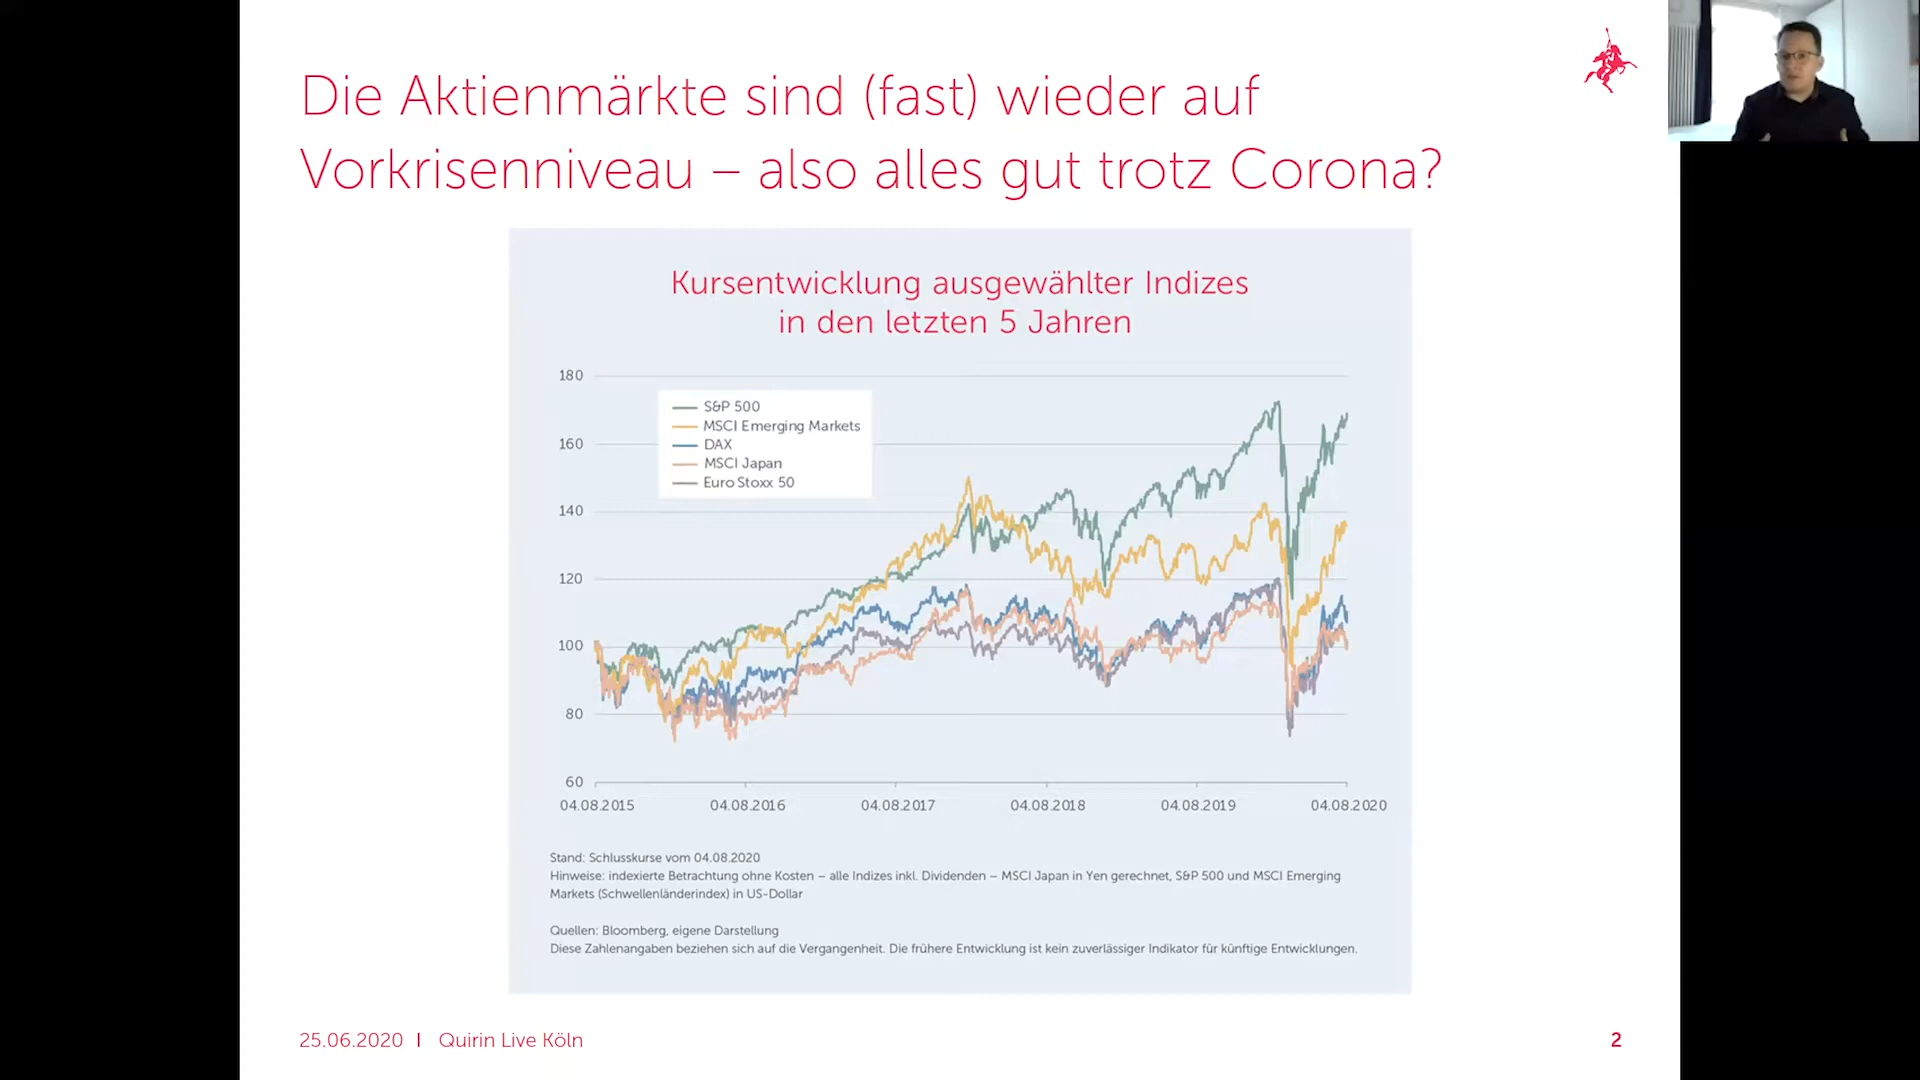 Die Aktienmärkte sind (fast) wieder auf
Vorkrisenniveau – also alles gut trotz Corona?
Kursentwicklung ausgewählter Indizes
in den letzten 5 Jahren
180
160
140
120
100
80
60
S&P 500
MSCI Emerging Markets
DAX
MSCI Japan
Euro Stoxx 50
04.08.2015 04.08.2016 04.08.2017 04.08.2018 04.08.2019 04.08.2020
Stand: Schlusskurse vom 04.08.2020
Hinweise: indexierte Betrachtung ohne Kosten – alle Indizes inkl. Dividenden – MSCI Japan in Yen gerechnet, S&P 500 und MSCI Emerging
Markets (Schwellenländerindex) in US-Dollar
Quellen: Bloomberg, eigene Darstellung
Diese Zahlenangaben beziehen sich auf die Vergangenheit. Die frühere Entwicklung ist kein zuverlässiger Indikator für künftige Entwicklungen.
25.06.2020 | Quirin Live Köln 2